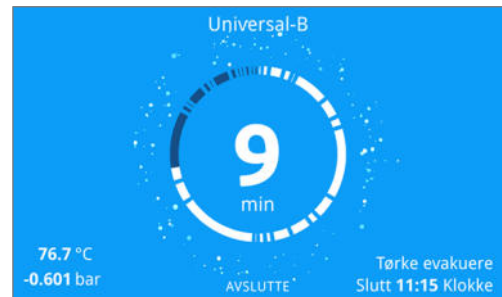 Universal-B
9
min
76.7 °C
-0.601 bar
AVSLUTTE
Tørke evakuere
Slutt 11:15 Klokke